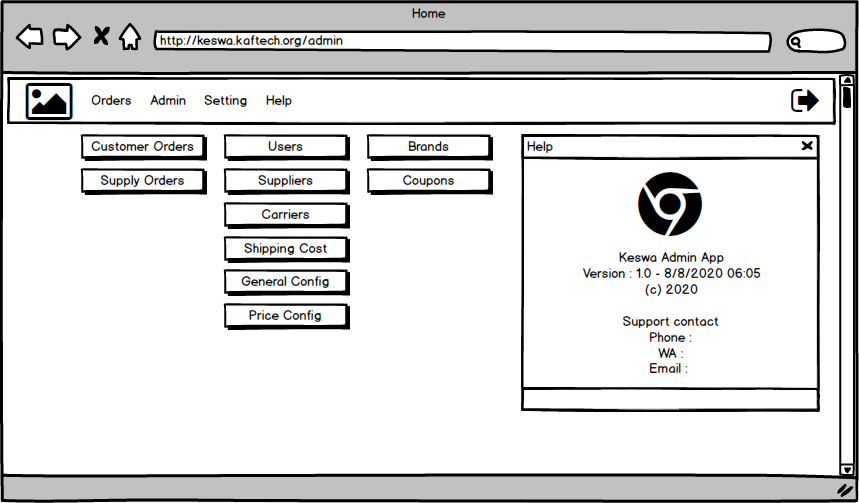 Home
http://keswa.kaftech.org/admin
Orders Admin Setting Help
Customer Orders
Supply Orders
Users
Suppliers
Carriers
Shipping Cost
General Config
Price Config
Brands
Coupons
Help
Keswa Admin App
Version : 1.0 - 8/8/2020 06:05
(c) 2020
Support contact
Phone :
WA :
Email :